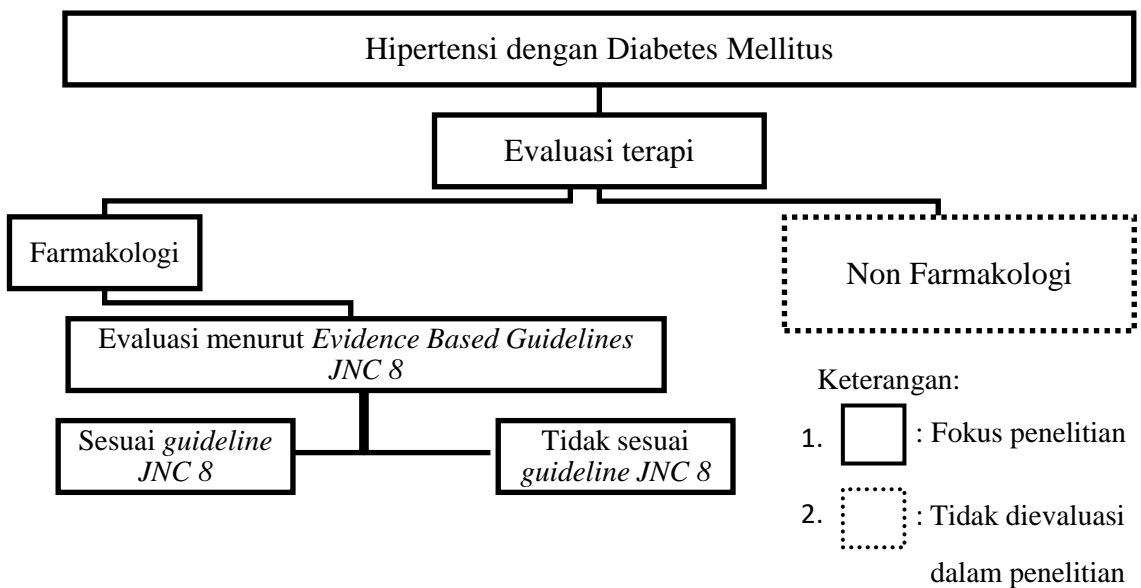 Hipertensi dengan Diabetes Mellitus
Evaluasi terapi
Farmakologi
Non Farmakologi
Evaluasi menurut Evidence Based Guidelines
JNC 8
Sesuai guideline
JNC 8
Tidak sesuai
guideline JNC 8
Keterangan:
1. : Fokus penelitian
2. : Tidak dievaluasi
dalam penelitian